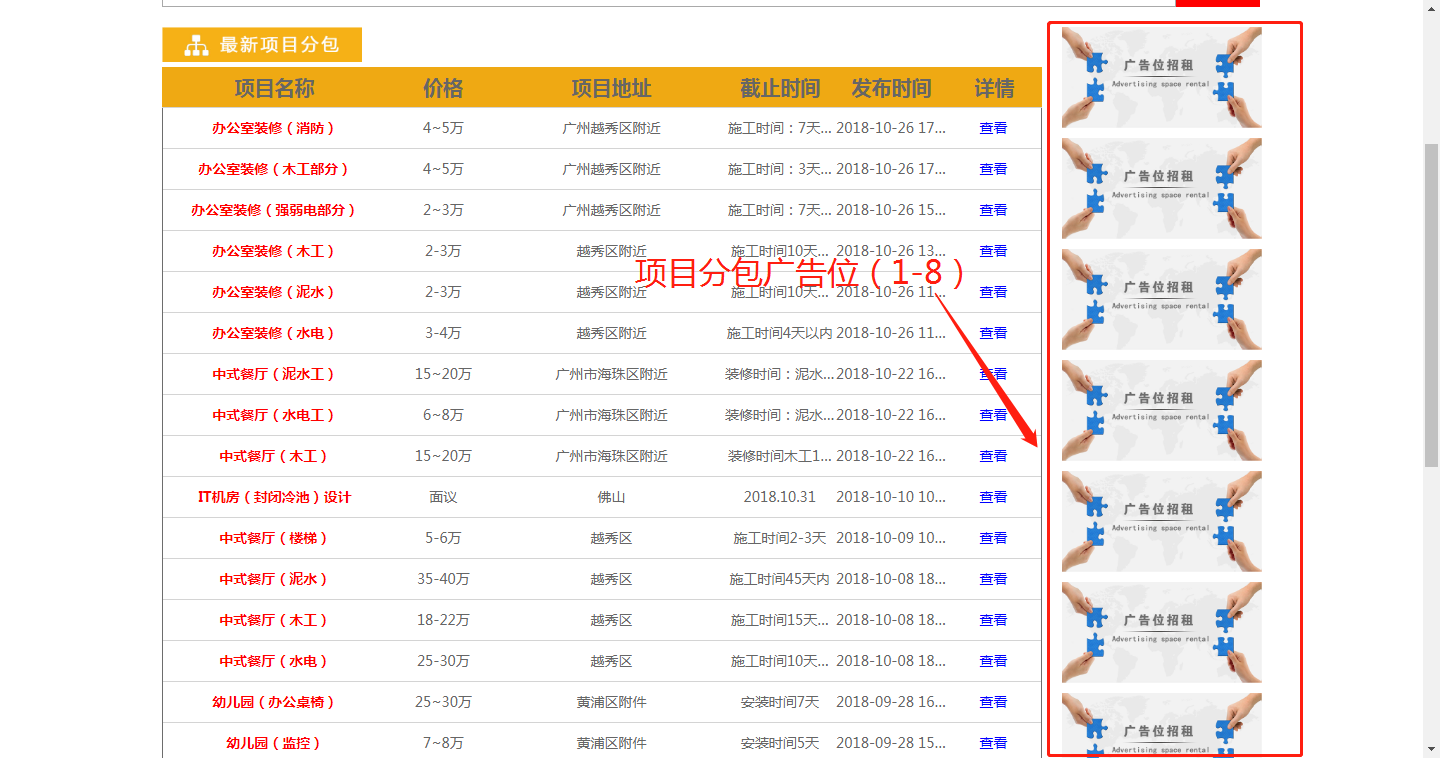 最新项目分包
项目名称 价格 项目地址 截止时间 发布时间 详情
办公室装修（消防） 4~5万 广州越秀区附近 施工时间：7天... 2018-10-26 17... 查看
办公室装修（木工部分） 4~5万 广州越秀区附近 施工时间：3天... 2018-10-26 17... 查看
办公室装修（强弱电部分） 2~3万 广州越秀区附近 施工时间：7天... 2018-10-26 15... 查看
办公室装修（木工） 2-3万 越秀区附近 施工时间10天... 2018-10-26 13... 查看
项目分包广告位（1-8）
办公室装修（泥水） 2-3万 越秀区附近 施工时间10天... 2018-10-26 11... 查看
办公室装修（水电） 3-4万 越秀区附近 施工时间4天以内 2018-10-26 11... 查看
中式餐厅（泥水工） 15~20万 广州市海珠区附近 装修时间：泥水... 2018-10-22 16... 查看
中式餐厅（水电工） 6~8万 广州市海珠区附近 装修时间：泥水... 2018-10-22 16... 查看
中式餐厅（木工） 15~20万 广州市海珠区附近 装修时间木工1... 2018-10-22 16... 查看
IT机房（封闭冷池）设计 面议 佛山 2018.10.31 2018-10-10 10... 查看
中式餐厅（楼梯） 5-6万 越秀区 施工时间2-3天 2018-10-09 10... 查看
中式餐厅（泥水） 35-40万 越秀区 施工时间45天内 2018-10-08 18... 查看
中式餐厅（木工） 18-22万 越秀区 施工时间15天... 2018-10-08 18... 查看
中式餐厅（水电） 25-30万 越秀区 施工时间10天... 2018-10-08 18... 查看
幼儿园（办公桌椅） 25~30万 黄浦区附件 安装时间7天 2018-09-28 16... 查看
幼儿园（监控） 7~8万 黄浦区附件 安装时间5天 2018-09-28 15... 查看
广告位招租
Advertising space rental
广告位招租
Advertising space rental
广告位招租
Advertising space rental
广告位招租
Advertising space rental
广告位招租
Advertising space rental
广告位招租
Advertising space rental
广告位招租
Advertising space rental